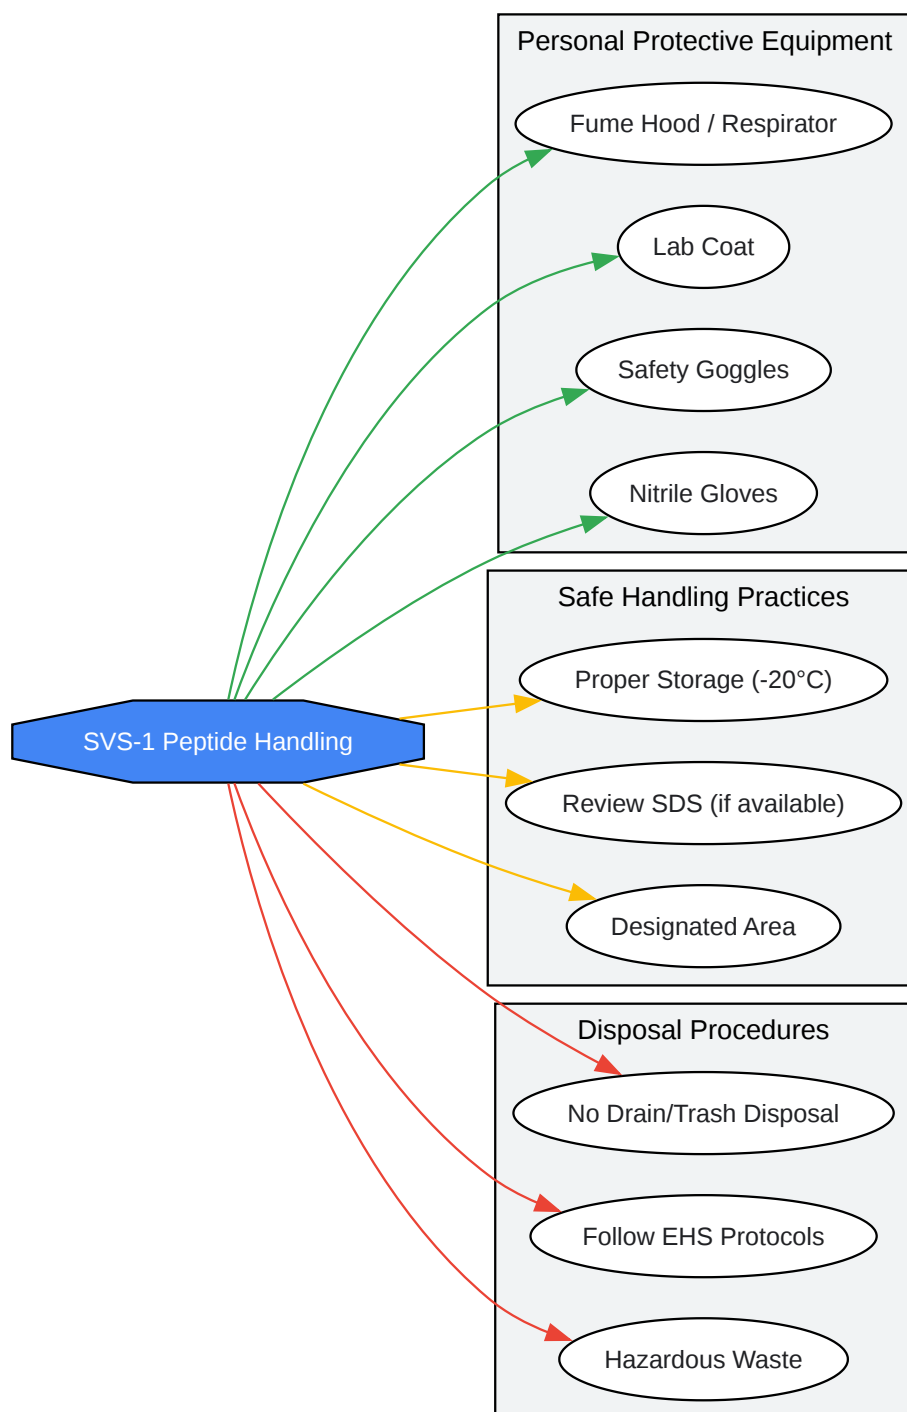 Personal Protective Equipment
Fume Hood / Respirator
Lab Coat
Safety Goggles
Nitrile Gloves
SVS-1 Peptide Handling
Safe Handling Practices
Proper Storage (-20°C)
Review SDS (if available)
Designated Area
Disposal Procedures
No Drain/Trash Disposal
Follow EHS Protocols
Hazardous Waste